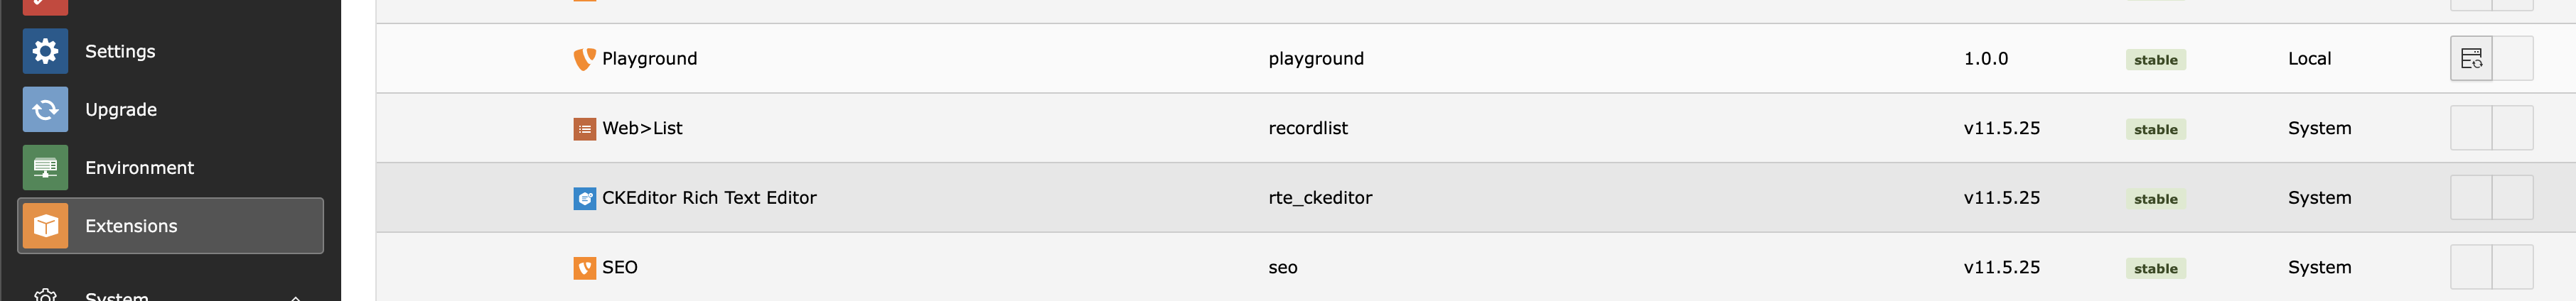 Settings
Upgrade
Environment
Extensions
System
Playground playground 1.0.0 stable Local
Web>List recordlist v11.5.25 stable System
CKEditor Rich Text Editor rte_ckeditor v11.5.25 stable System
SEO seo v11.5.25 stable System